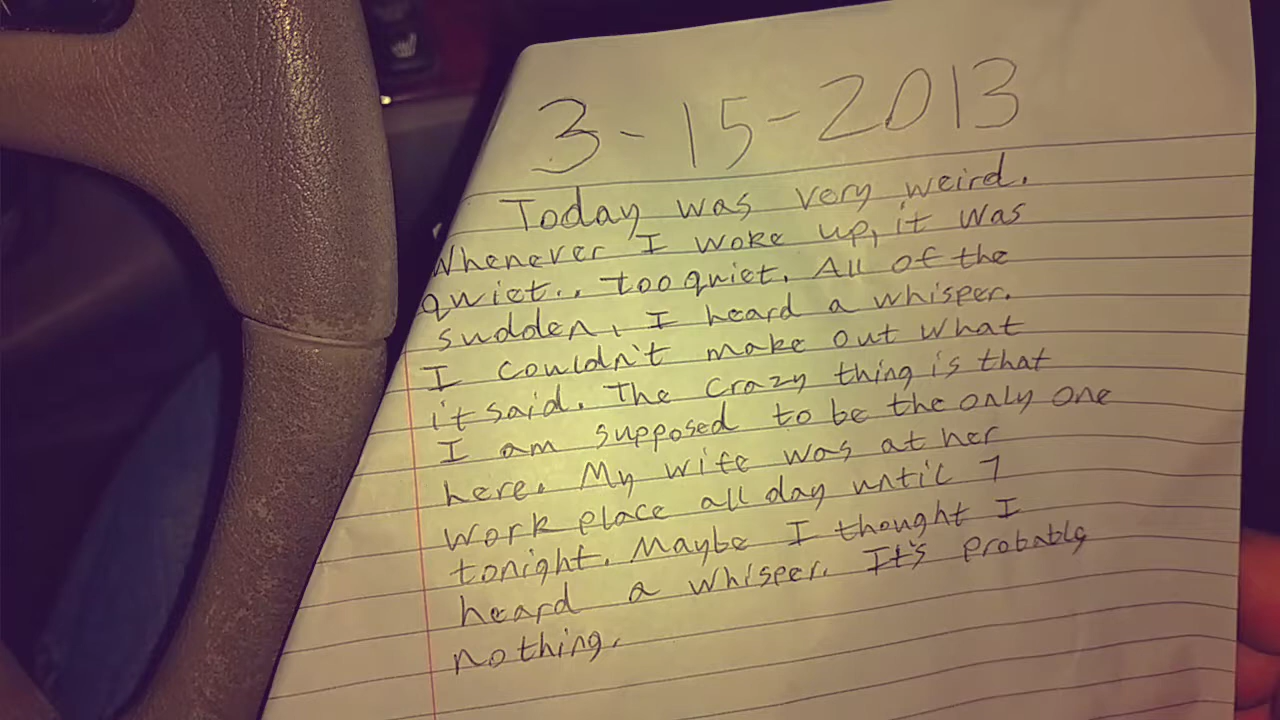 3-15-2013
Today was very weird.
Whenever I woke up, it was
quiet.. too quiet. All of the
sudden, I heard a whisper.
I couldn't make out what
it said. The crazy thing is that
I am supposed to be the only one
here. My wife was at her
work place all day until 7
tonight. Maybe I thought I
heard a whisper. It's probably
nothing.